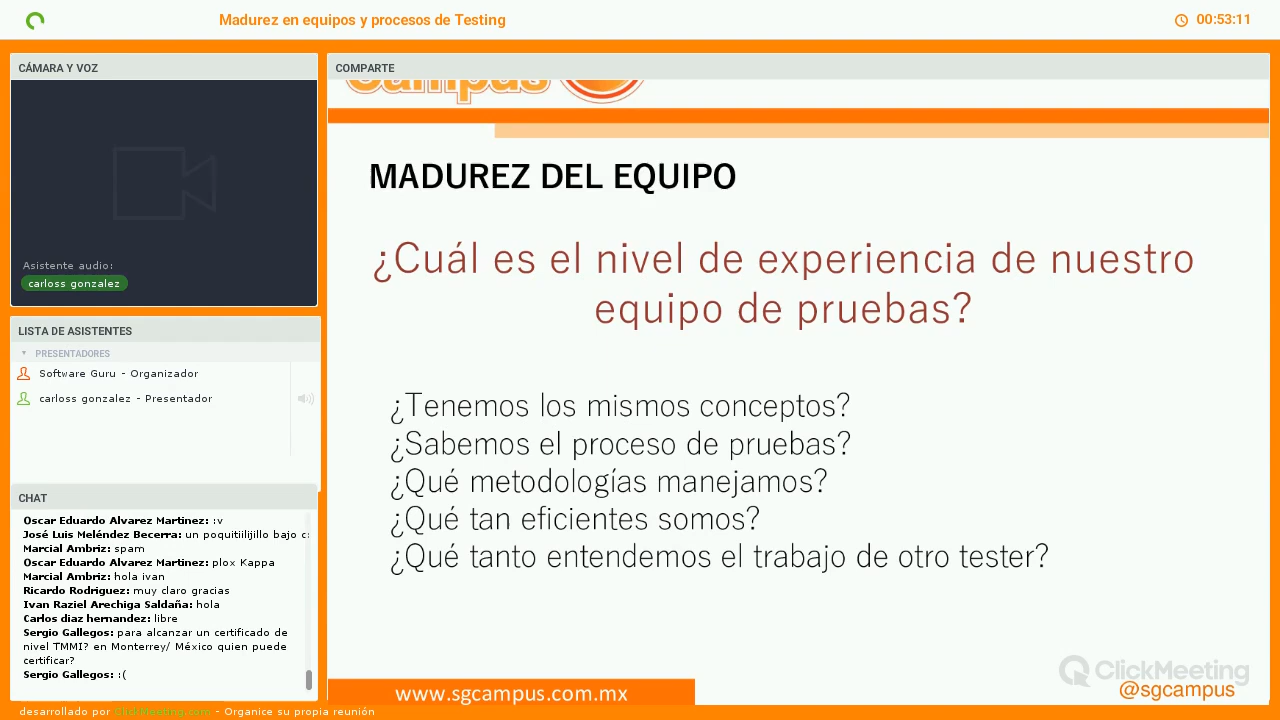 Madurez en equipos y procesos de Testing
00:53:11
CÁMARA Y VOZ
Asistente audio:
carloss gonzalez
LISTA DE ASISTENTES
PRESENTADORES
Software Guru - Organizador
carloss gonzalez - Presentador
CHAT
Oscar Eduardo Alvarez Martinez: :v
José Luis Meléndez Becerra: un poquitiilijillo bajo c:
Marcial Ambriz: spam
Oscar Eduardo Alvarez Martinez: plox Kappa
Marcial Ambriz: hola ivan
Ricardo Rodriguez: muy claro gracias
Ivan Raziel Arechiga Saldaña: hola
Carlos diaz hernandez: libre
Sergio Gallegos: para alcanzar un certificado de
nivel TMMI? en Monterrey/ México quien puede
certificar?
Sergio Gallegos: :(
desarrollado por ClickMeeting.com - Organice su propia reunión
COMPARTE
Campus
MADUREZ DEL EQUIPO
¿Cuál es el nivel de experiencia de nuestro
equipo de pruebas?
¿Tenemos los mismos conceptos?
¿Sabemos el proceso de pruebas?
¿Qué metodologías manejamos?
¿Qué tan eficientes somos?
¿Qué tanto entendemos el trabajo de otro tester?
ClickMeeting
www.sgcampus.com.mx
@sgcampus